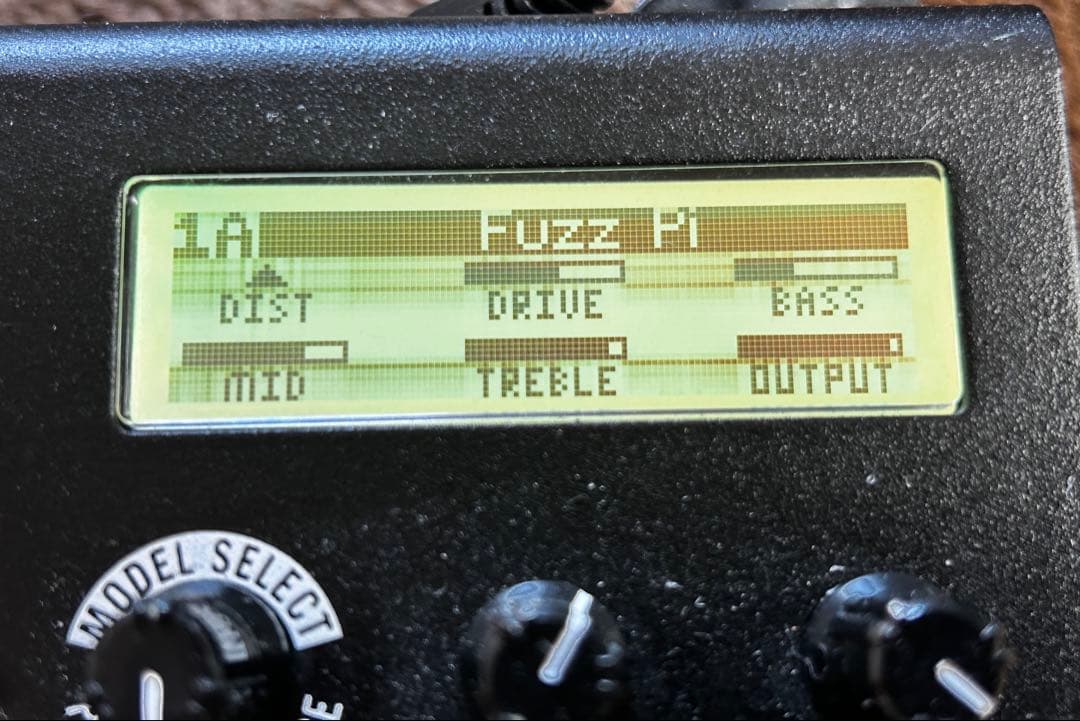 1A Fuzz Pi
DIST DRIVE BASS
MID TREBLE OUTPUT
MODEL SELECT